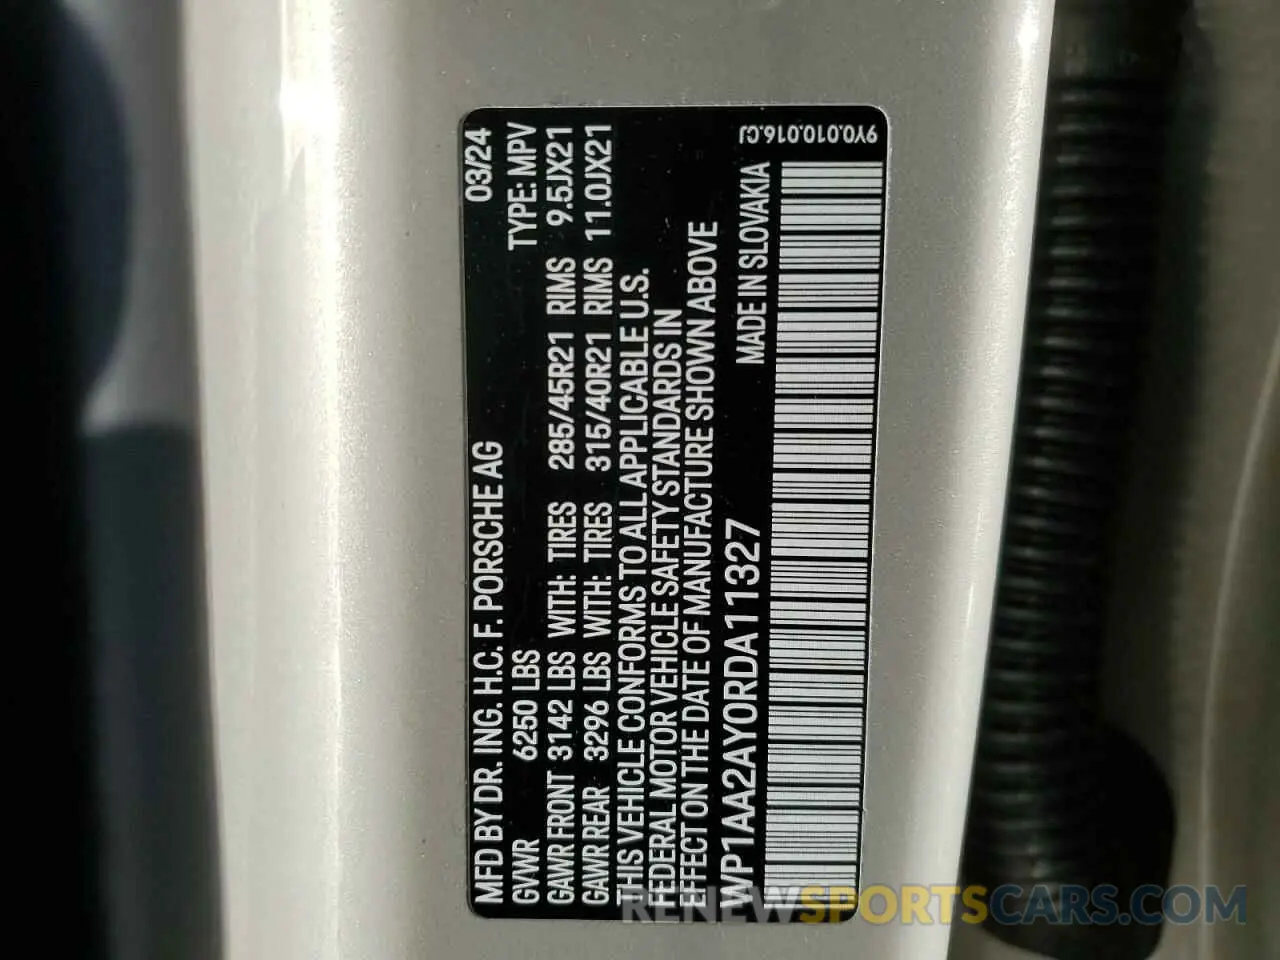 MFD BY DR. ING. H.C. F. PORSCHE AG 03/24
GVWR 6250 LBS TYPE: MPV
GAWR FRONT 3142 LBS WITH: TIRES 285/45R21 RIMS 9.5JX21
GAWR REAR 3296 LBS WITH: TIRES 315/40R21 RIMS 11.0JX21
THIS VEHICLE CONFORMS TO ALL APPLICABLE U.S.
FEDERAL MOTOR VEHICLE SAFETY STANDARDS IN
EFFECT ON THE DATE OF MANUFACTURE SHOWN ABOVE
WP1AA2AY0RDA11327 MADE IN SLOVAKIA
9Y0.010.016.CJ
RENEWSPORTSCARS.COM